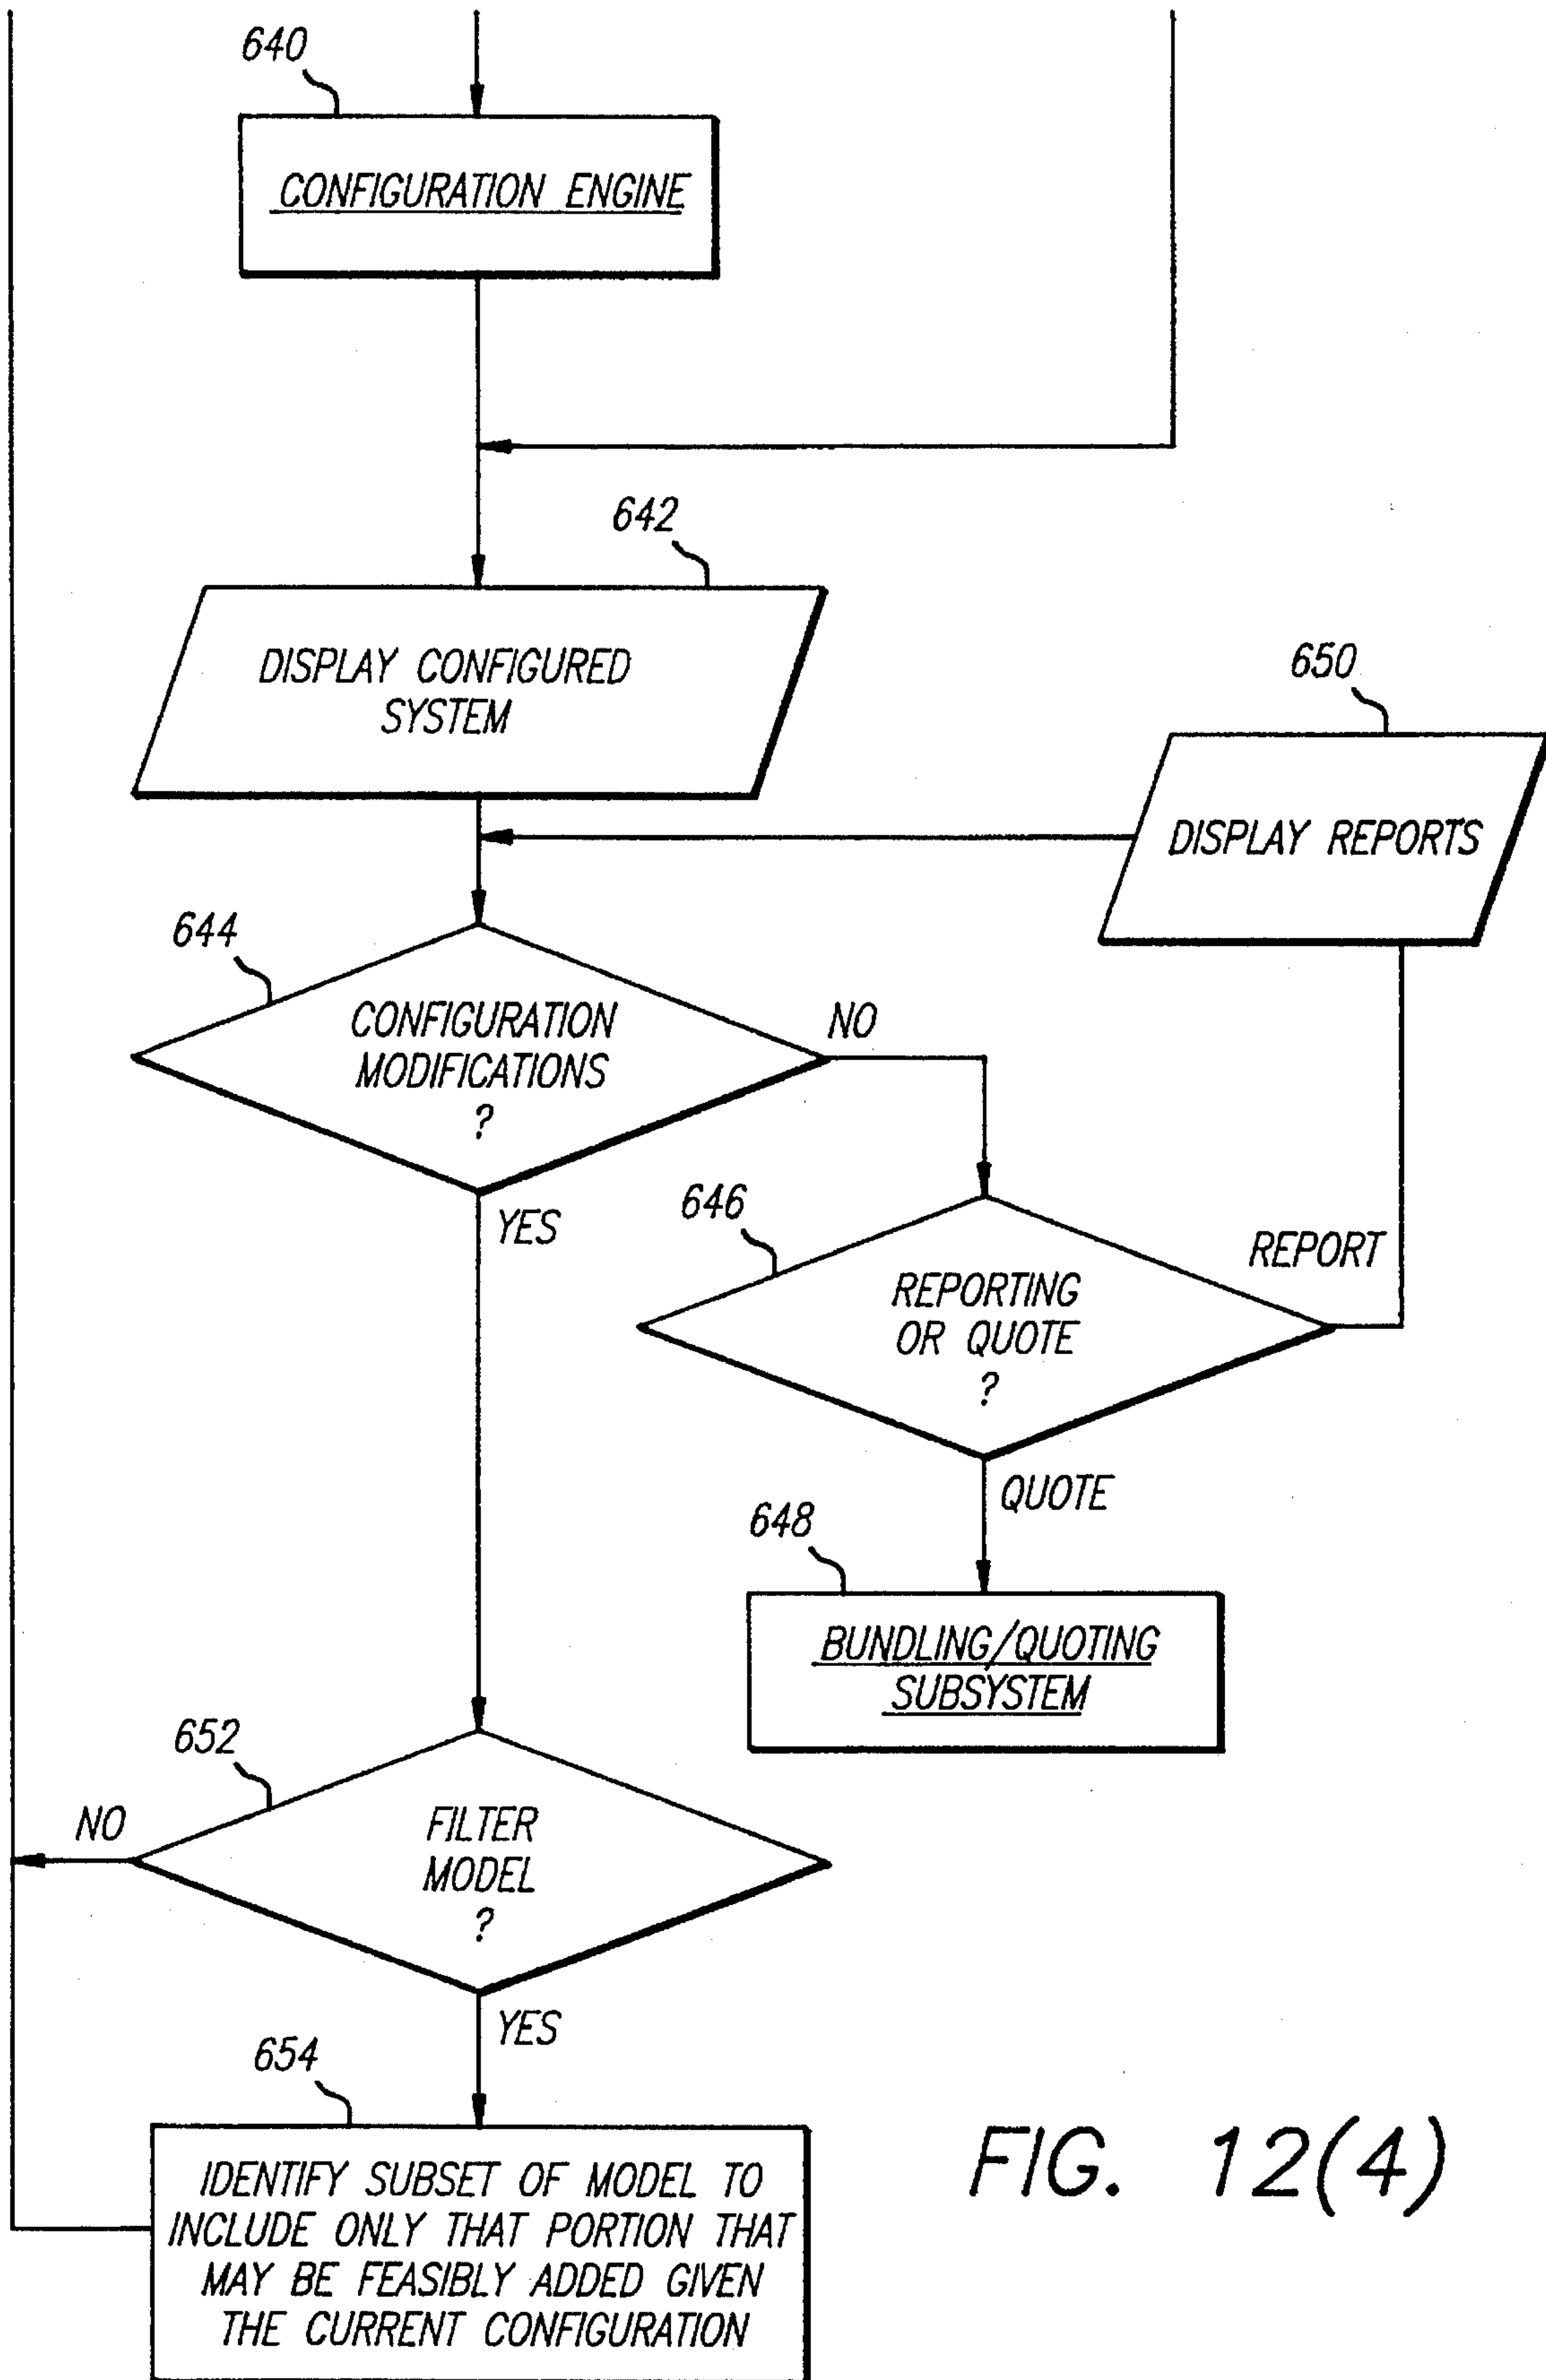 640
CONFIGURATION ENGINE
642
DISPLAY CONFIGURED
SYSTEM
650
DISPLAY REPORTS
644
CONFIGURATION
MODIFICATIONS
?
NO
YES
646
REPORTING
OR QUOTE
?
REPORT
QUOTE
648
BUNDLING/QUOTING
SUBSYSTEM
652
NO
FILTER
MODEL
?
YES
654
IDENTIFY SUBSET OF MODEL TO
INCLUDE ONLY THAT PORTION THAT
MAY BE FEASIBLY ADDED GIVEN
THE CURRENT CONFIGURATION
FIG. 12(4)